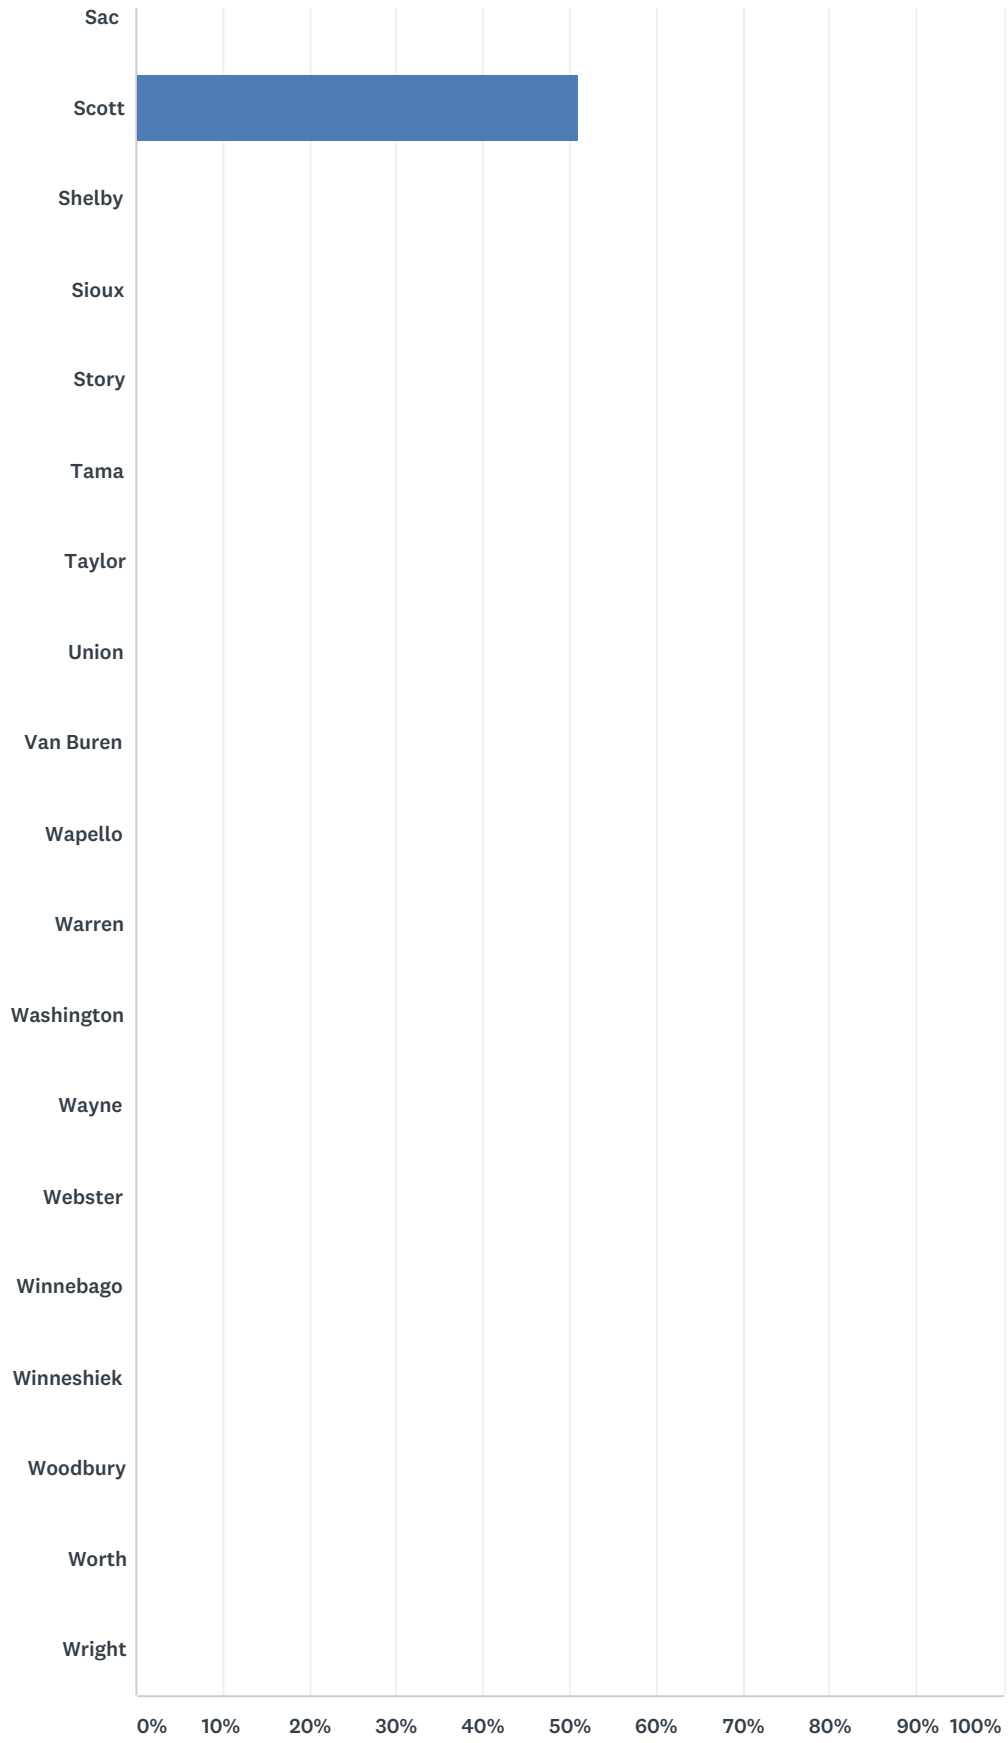 Sac
Scott
Shelby
Sioux
Story
Tama
Taylor
Union
Van Buren
Wapello
Warren
Washington
Wayne
Webster
Winnebago
Winneshiek
Woodbury
Worth
Wright
0% 10% 20% 30% 40% 50% 60% 70% 80% 90% 100%